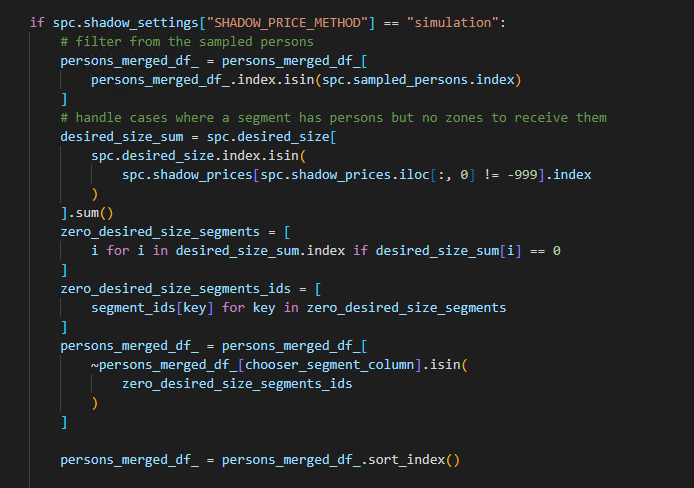 if spc.shadow_settings["SHADOW_PRICE_METHOD"] == "simulation":
    # filter from the sampled persons
    persons_merged_df_ = persons_merged_df_[
        persons_merged_df_.index.isin(spc.sampled_persons.index)
    ]
    # handle cases where a segment has persons but no zones to receive them
    desired_size_sum = spc.desired_size[
        spc.desired_size.index.isin(
            spc.shadow_prices[spc.shadow_prices.iloc[:, 0] != -999].index
        )
    ].sum()
    zero_desired_size_segments = [
        i for i in desired_size_sum.index if desired_size_sum[i] == 0
    ]
    zero_desired_size_segments_ids = [
        segment_ids[key] for key in zero_desired_size_segments
    ]
    persons_merged_df_ = persons_merged_df_[
        ~persons_merged_df_[chooser_segment_column].isin(
            zero_desired_size_segments_ids
        )
    ]

    persons_merged_df_ = persons_merged_df_.sort_index()